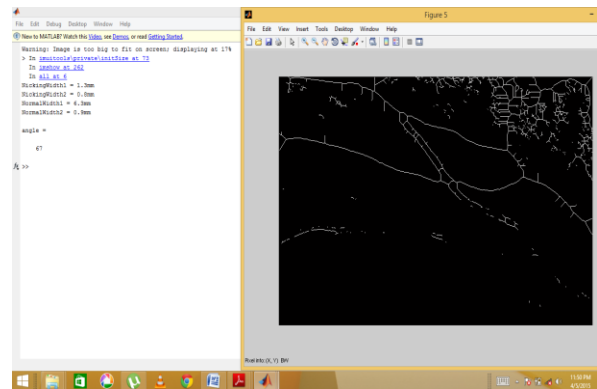 File Edit Debug Desktop Window Help
New to MATLAB? Watch this Video, see Demos, or read Getting Started.
Warning: Image is too big to fit on screen; displaying at 17%
> In imuitools\private\initSize at 73
In imshow at 262
In all at 6
NickingWidth1 = 1.3mm
NickingWidth2 = 0.8mm
NormalWidth1 = 4.3mm
NormalWidth2 = 0.9mm
angle =
67
fx >>
Figure 5
File Edit View Insert Tools Desktop Window Help
Pixel info: (X, Y) BW
11:50 PM
4/5/2015